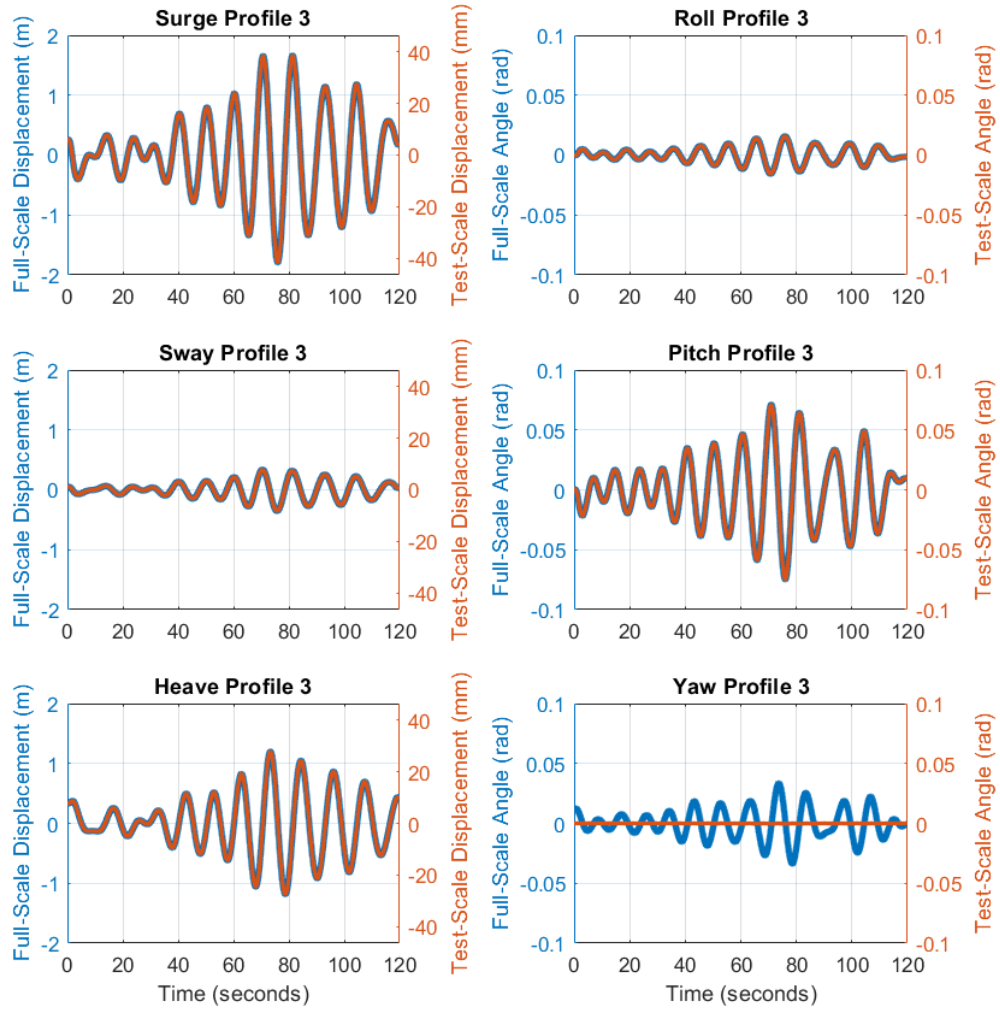 Surge Profile 3
Full-Scale Displacement (m)
2
1
0
-1
-2
Test-Scale Displacement (mm)
40
20
0
-20
-40
0 20 40 60 80 100 120
Roll Profile 3
Full-Scale Angle (rad)
0.1
0.05
0
-0.05
-0.1
Test-Scale Angle (rad)
0.1
0.05
0
-0.05
-0.1
0 20 40 60 80 100 120
Sway Profile 3
Full-Scale Displacement (m)
2
1
0
-1
-2
Test-Scale Displacement (mm)
40
20
0
-20
-40
0 20 40 60 80 100 120
Pitch Profile 3
Full-Scale Angle (rad)
0.1
0.05
0
-0.05
-0.1
Test-Scale Angle (rad)
0.1
0.05
0
-0.05
-0.1
0 20 40 60 80 100 120
Heave Profile 3
Full-Scale Displacement (m)
2
1
0
-1
-2
Test-Scale Displacement (mm)
40
20
0
-20
-40
0 20 40 60 80 100 120
Time (seconds)
Yaw Profile 3
Full-Scale Angle (rad)
0.1
0.05
0
-0.05
-0.1
Test-Scale Angle (rad)
0.1
0.05
0
-0.05
-0.1
0 20 40 60 80 100 120
Time (seconds)